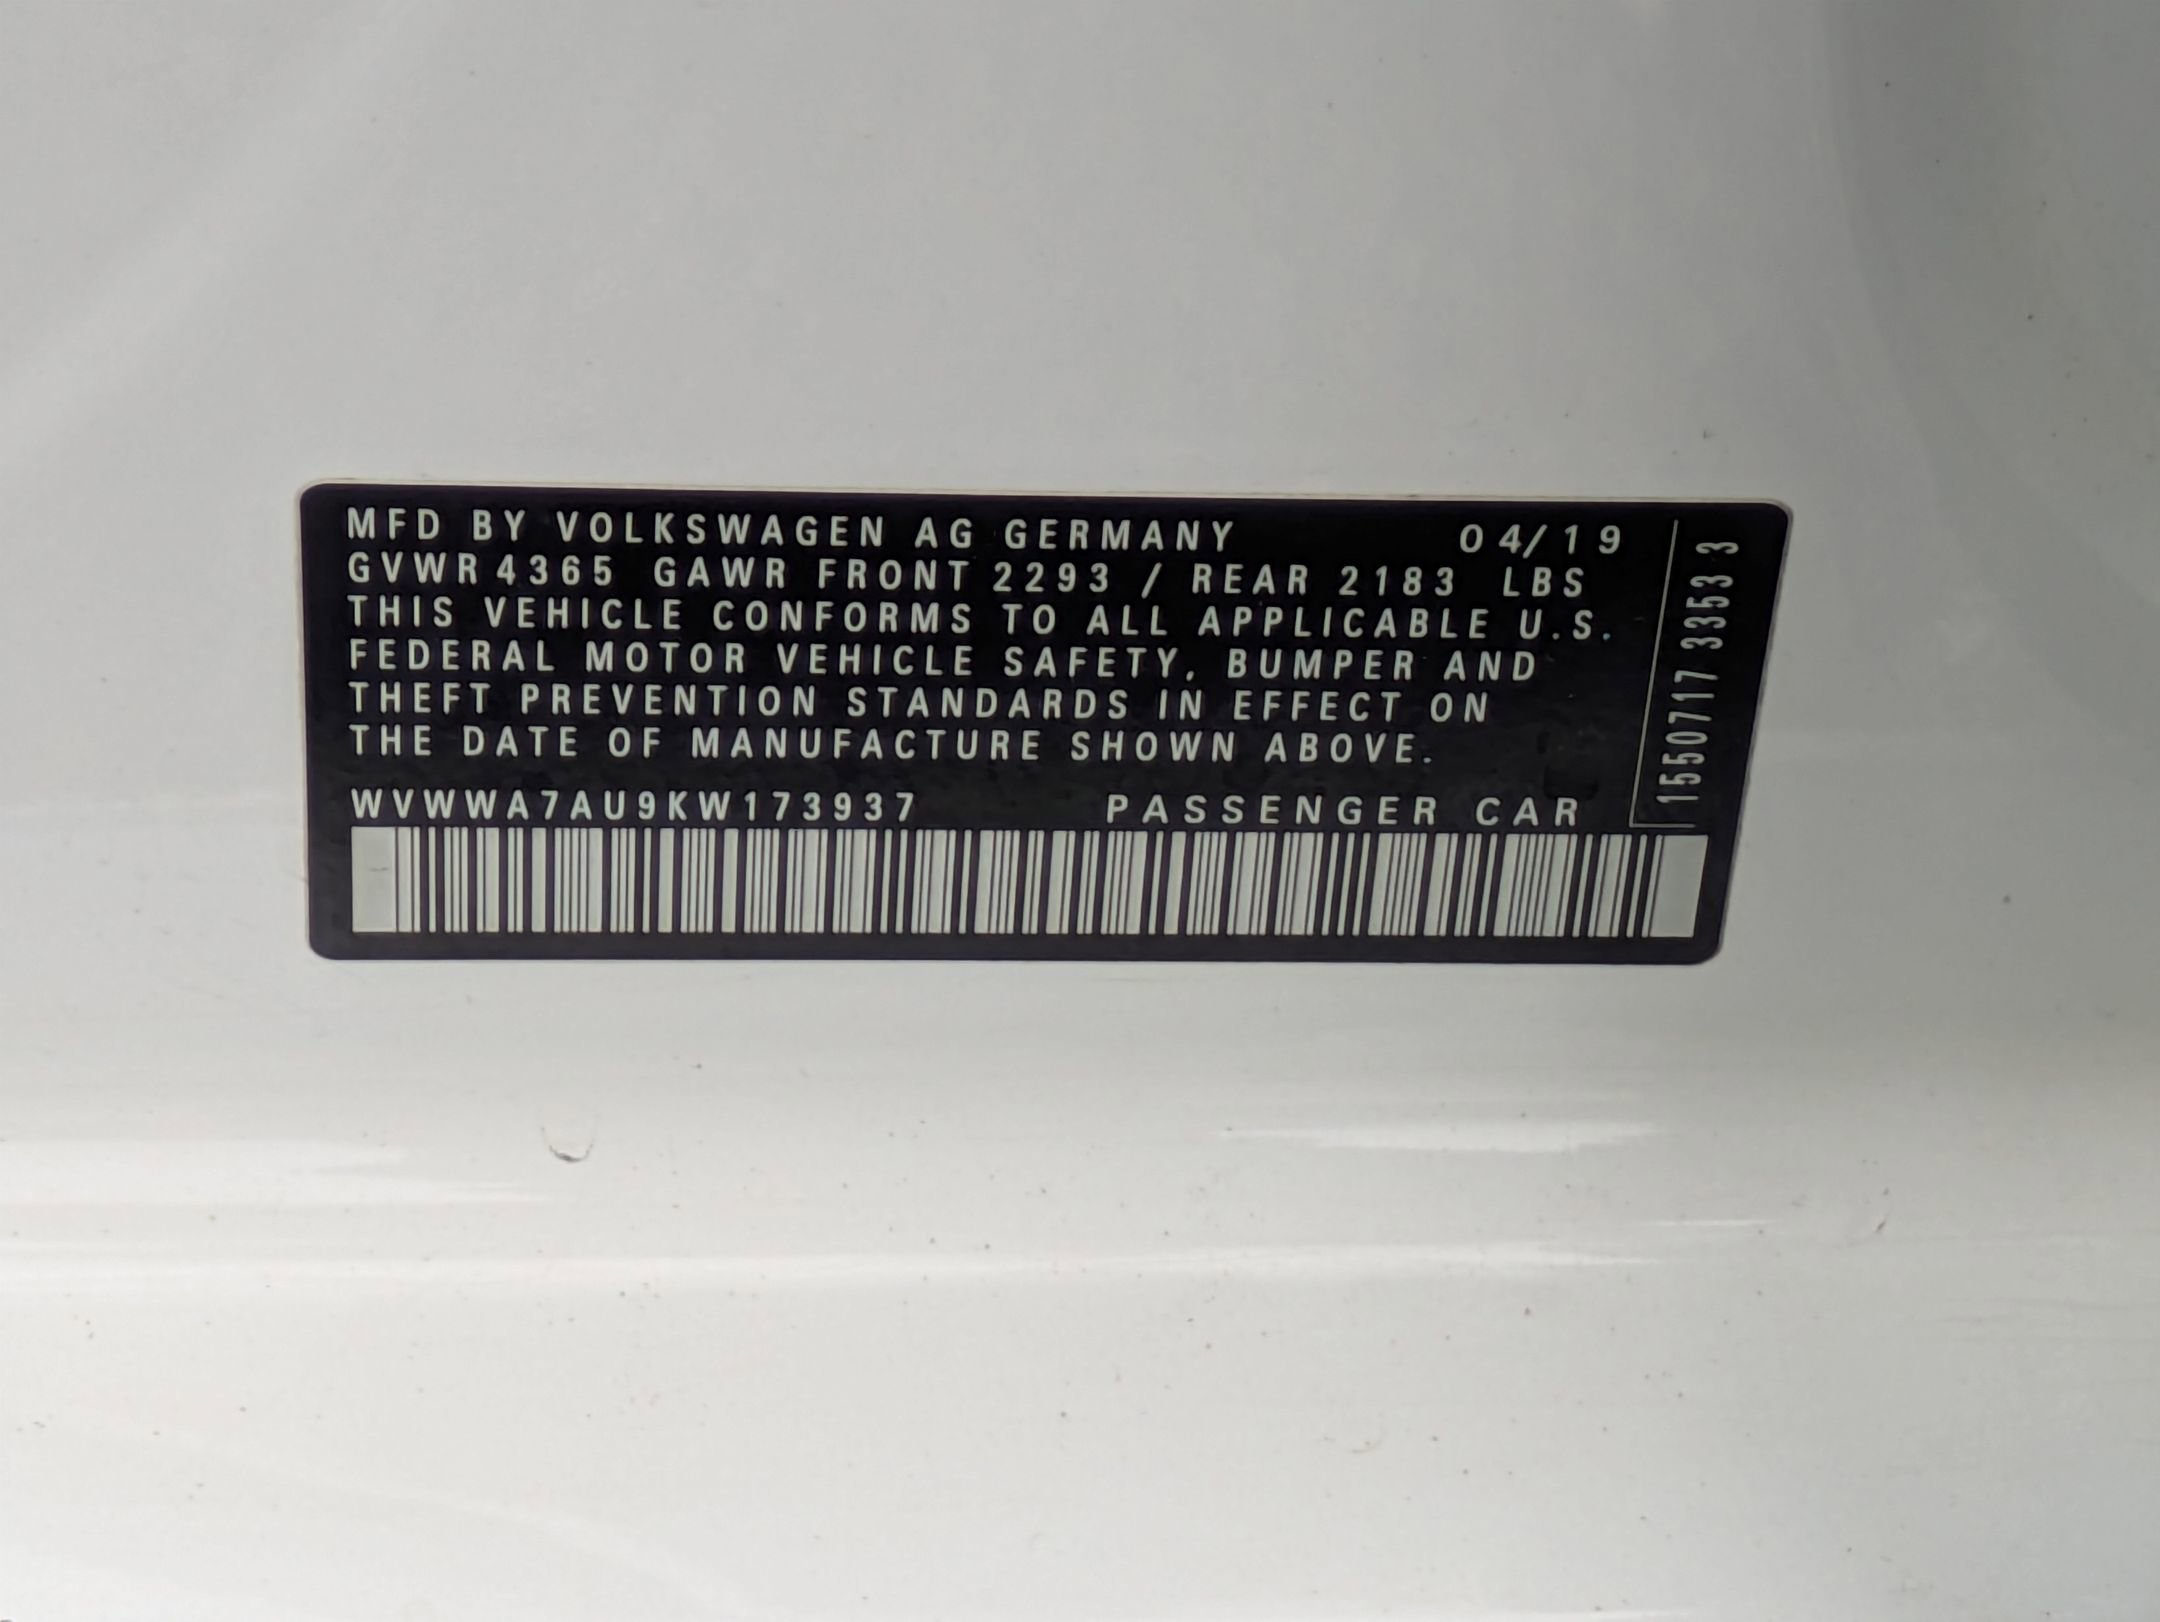 MFD BY VOLKSWAGEN AG GERMANY 04/19
GVWR 4365 GAWR FRONT 2293 / REAR 2183 LBS
THIS VEHICLE CONFORMS TO ALL APPLICABLE U.S.
FEDERAL MOTOR VEHICLE SAFETY, BUMPER AND
THEFT PREVENTION STANDARDS IN EFFECT ON
THE DATE OF MANUFACTURE SHOWN ABOVE.
WVWWA7AU9KW173937 PASSENGER CAR
1550717 3353 3